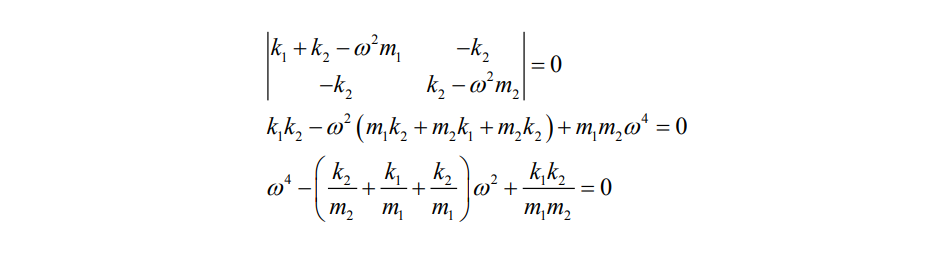 |k₁ + k₂ − ω²m₁   −k₂|
|−k₂   k₂ − ω²m₂| = 0
k₁k₂ − ω²(m₁k₂ + m₂k₁ + m₂k₂) + m₁m₂ω⁴ = 0
ω⁴ − (k₂/m₂ + k₁/m₁ + k₂/m₁)ω² + k₁k₂/m₁m₂ = 0